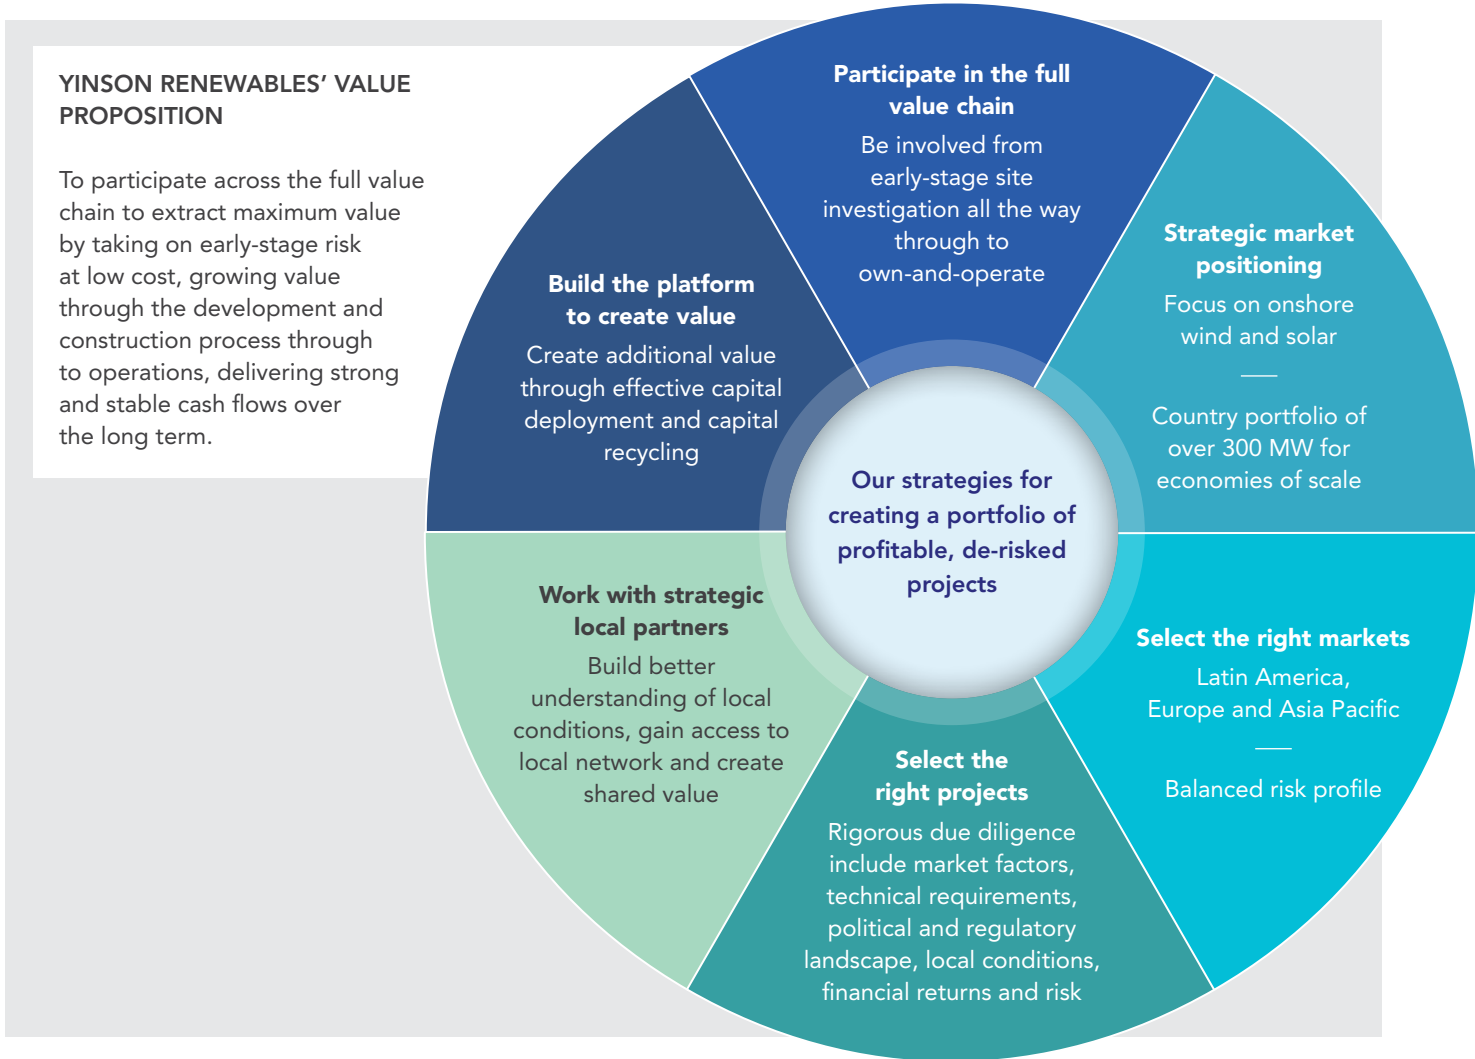 YINSON RENEWABLES’ VALUE
PROPOSITION
To participate across the full value
chain to extract maximum value
by taking on early-stage risk
at low cost, growing value
through the development and
construction process through
to operations, delivering strong
and stable cash flows over
the long term.
Participate in the full
value chain
Be involved from
early-stage site
investigation all the way
through to
own-and-operate
Strategic market
positioning
Focus on onshore
wind and solar
Country portfolio of
over 300 MW for
economies of scale
Select the right markets
Latin America,
Europe and Asia Pacific
Balanced risk profile
Select the
right projects
Rigorous due diligence
include market factors,
technical requirements,
political and regulatory
landscape, local conditions,
financial returns and risk
Work with strategic
local partners
Build better
understanding of local
conditions, gain access to
local network and create
shared value
Build the platform
to create value
Create additional value
through effective capital
deployment and capital
recycling
Our strategies for
creating a portfolio of
profitable, de-risked
projects